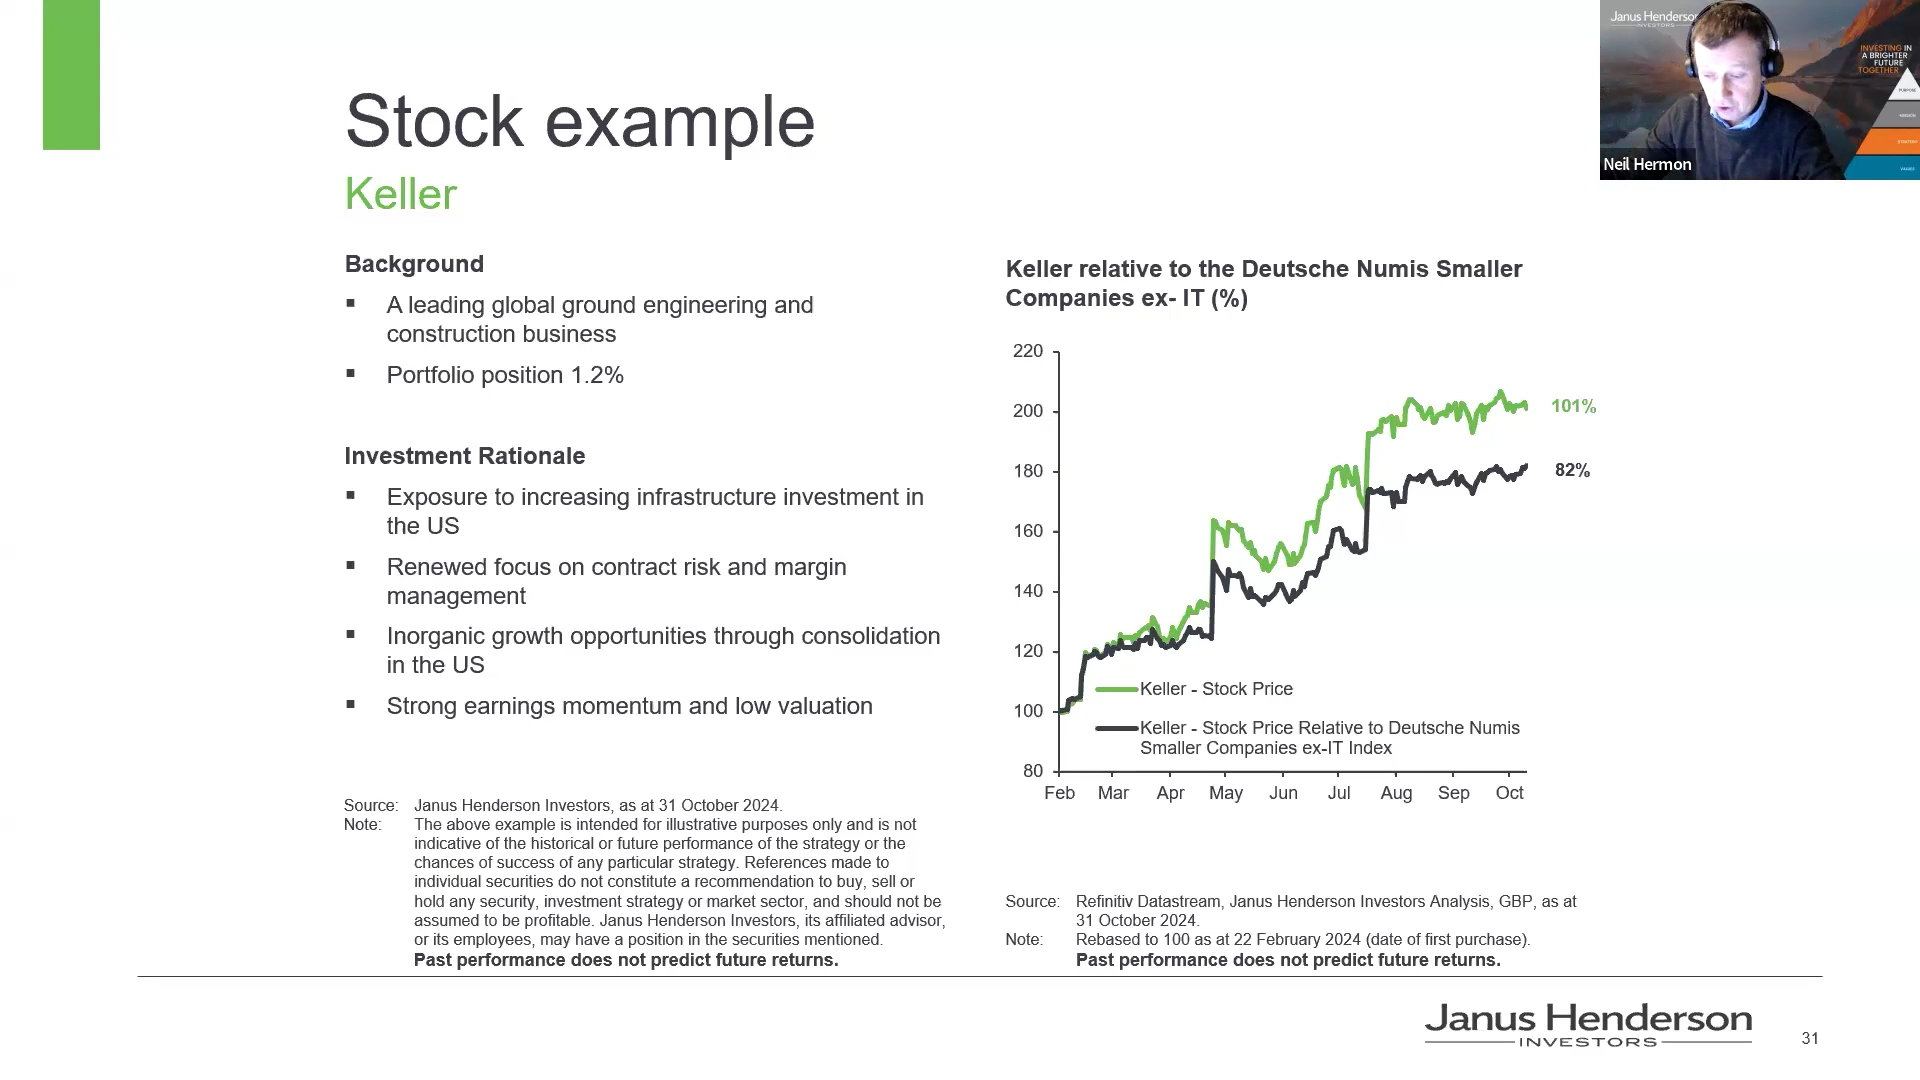 Stock example
Keller
Background
▪ A leading global ground engineering and
construction business
▪ Portfolio position 1.2%
Investment Rationale
▪ Exposure to increasing infrastructure investment in
the US
▪ Renewed focus on contract risk and margin
management
▪ Inorganic growth opportunities through consolidation
in the US
▪ Strong earnings momentum and low valuation
Source: Janus Henderson Investors, as at 31 October 2024.
Note: The above example is intended for illustrative purposes only and is not
indicative of the historical or future performance of the strategy or the
chances of success of any particular strategy. References made to
individual securities do not constitute a recommendation to buy, sell or
hold any security, investment strategy or market sector, and should not be
assumed to be profitable. Janus Henderson Investors, its affiliated advisor,
or its employees, may have a position in the securities mentioned.
Past performance does not predict future returns.
Keller relative to the Deutsche Numis Smaller
Companies ex- IT (%)
220
200
180
160
140
120
100
80
101%
82%
Keller - Stock Price
Keller - Stock Price Relative to Deutsche Numis
Smaller Companies ex-IT Index
Feb Mar Apr May Jun Jul Aug Sep Oct
Source: Refinitiv Datastream, Janus Henderson Investors Analysis, GBP, as at
31 October 2024.
Note: Rebased to 100 as at 22 February 2024 (date of first purchase).
Past performance does not predict future returns.
Janus Henderson
INVESTORS
31
Janus Henderson
INVESTORS
INVESTING IN
A BRIGHTER
FUTURE
TOGETHER
PURPOSE
MISSION
STRATEGY
VALUES
Neil Hermon